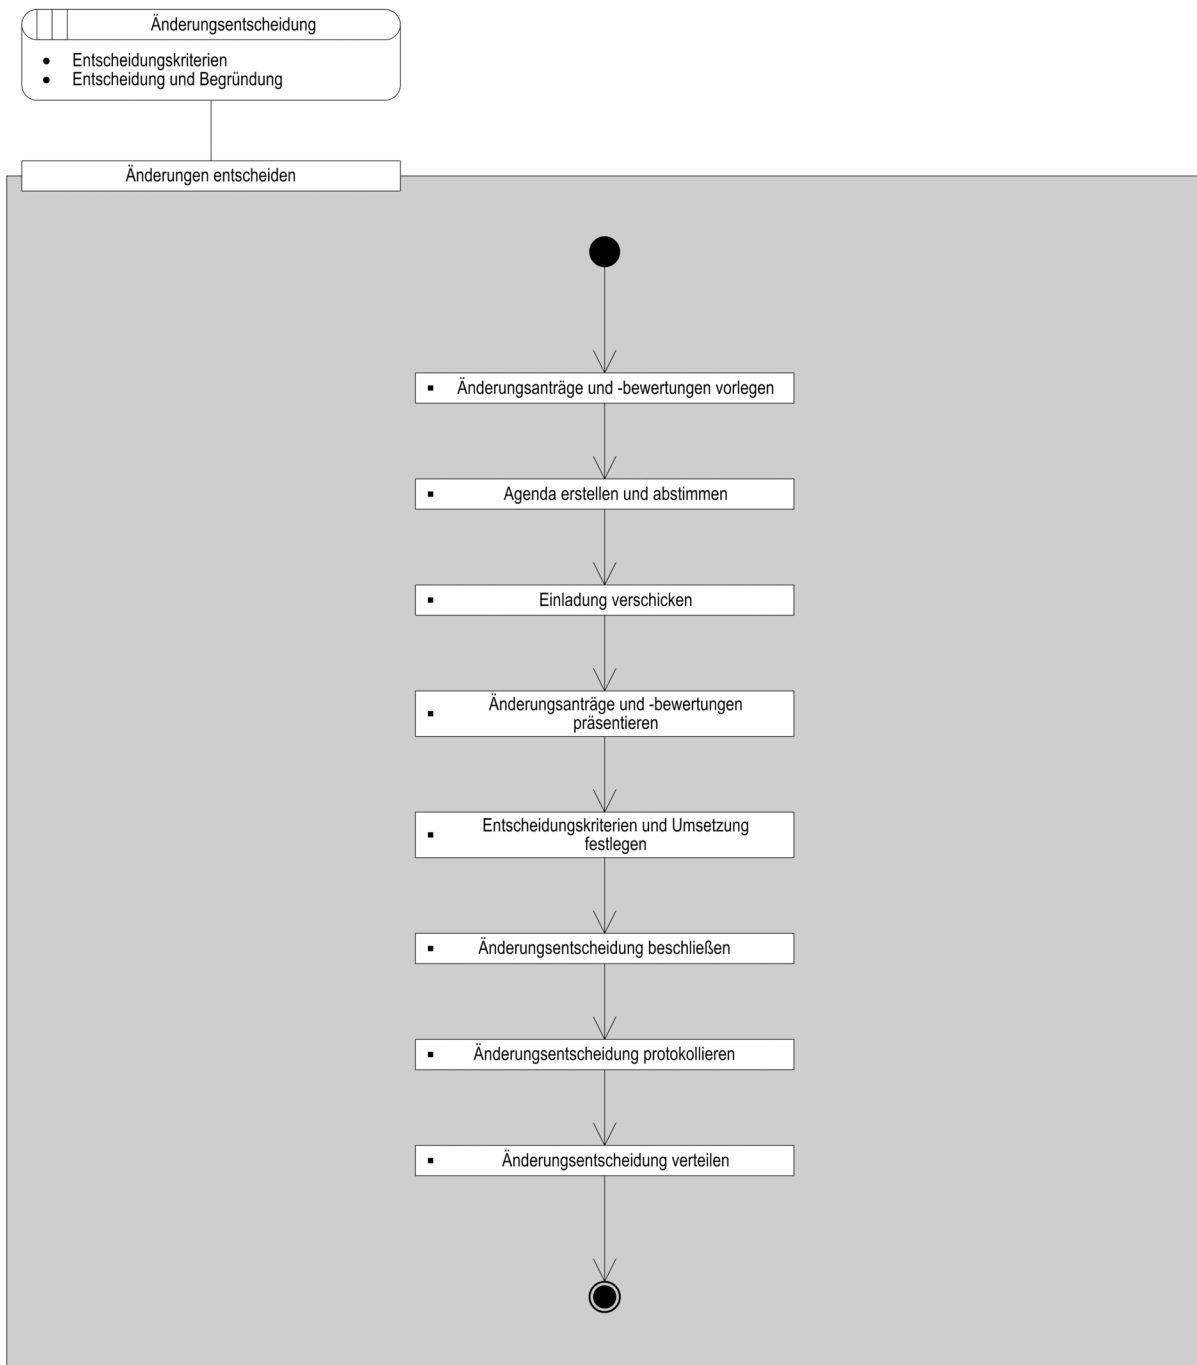 Änderungsentscheidung
Entscheidungskriterien
Entscheidung und Begründung
Änderungen entscheiden
Änderungsanträge und -bewertungen vorlegen
Agenda erstellen und abstimmen
Einladung verschicken
Änderungsanträge und -bewertungen
präsentieren
Entscheidungskriterien und Umsetzung
festlegen
Änderungsentscheidung beschließen
Änderungsentscheidung protokollieren
Änderungsentscheidung verteilen